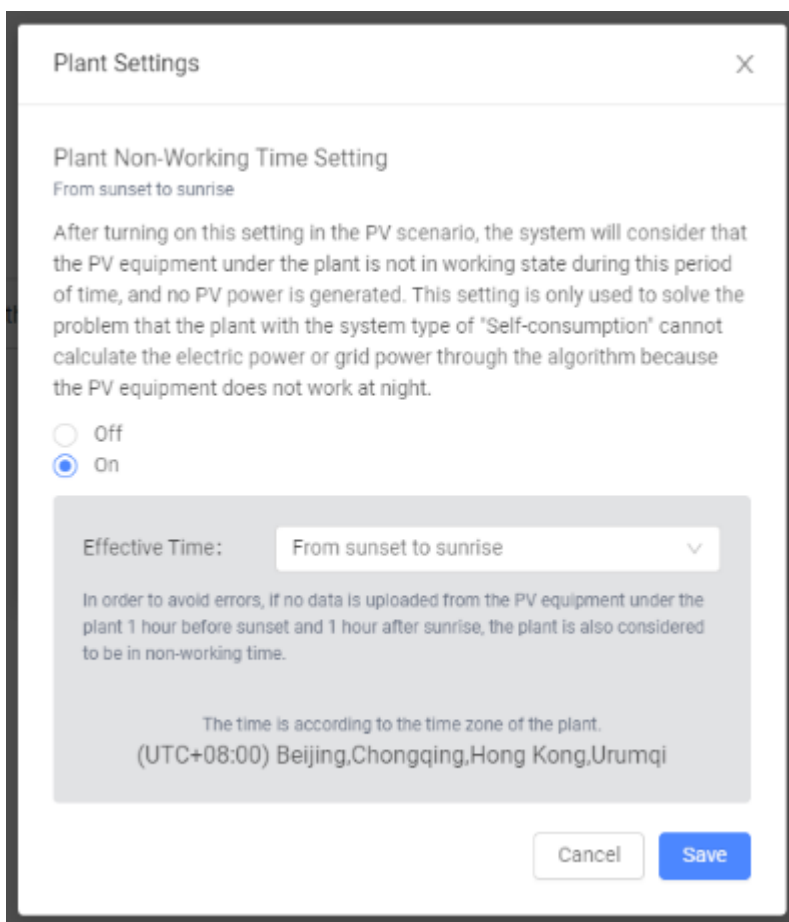 Plant Settings
Plant Non-Working Time Setting
From sunset to sunrise
After turning on this setting in the PV scenario, the system will consider that
the PV equipment under the plant is not in working state during this period
of time, and no PV power is generated. This setting is only used to solve the
problem that the plant with the system type of "Self-consumption" cannot
calculate the electric power or grid power through the algorithm because
the PV equipment does not work at night.
Off
On
Effective Time:
From sunset to sunrise
In order to avoid errors, if no data is uploaded from the PV equipment under the
plant 1 hour before sunset and 1 hour after sunrise, the plant is also considered
to be in non-working time.
The time is according to the time zone of the plant.
(UTC+08:00) Beijing,Chongqing,Hong Kong,Urumqi
Cancel
Save